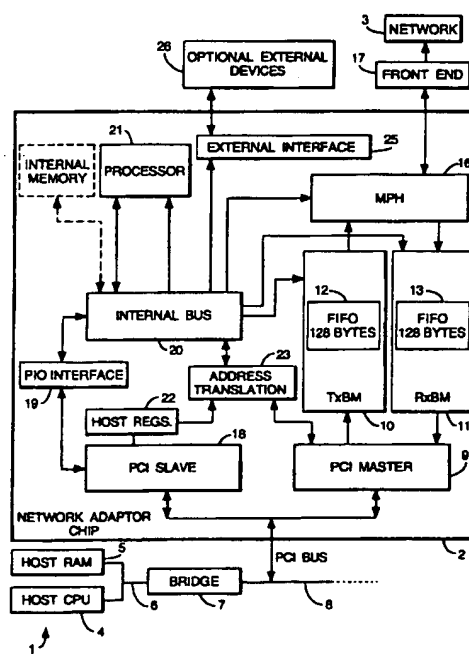 3
NETWORK
26
OPTIONAL EXTERNAL
DEVICES
17
FRONT END
21
INTERNAL
MEMORY
PROCESSOR
EXTERNAL INTERFACE
25
16
MPH
12
FIFO
128 BYTES
13
FIFO
128 BYTES
INTERNAL BUS
20
23
ADDRESS
TRANSLATION
PIO INTERFACE
19
22
HOST REGS.
TxBM
10
RxBM
11
18
PCI SLAVE
PCI MASTER
9
NETWORK ADAPTOR
CHIP
2
PCI BUS
5
HOST RAM
HOST CPU
4
6
BRIDGE
7
8
1